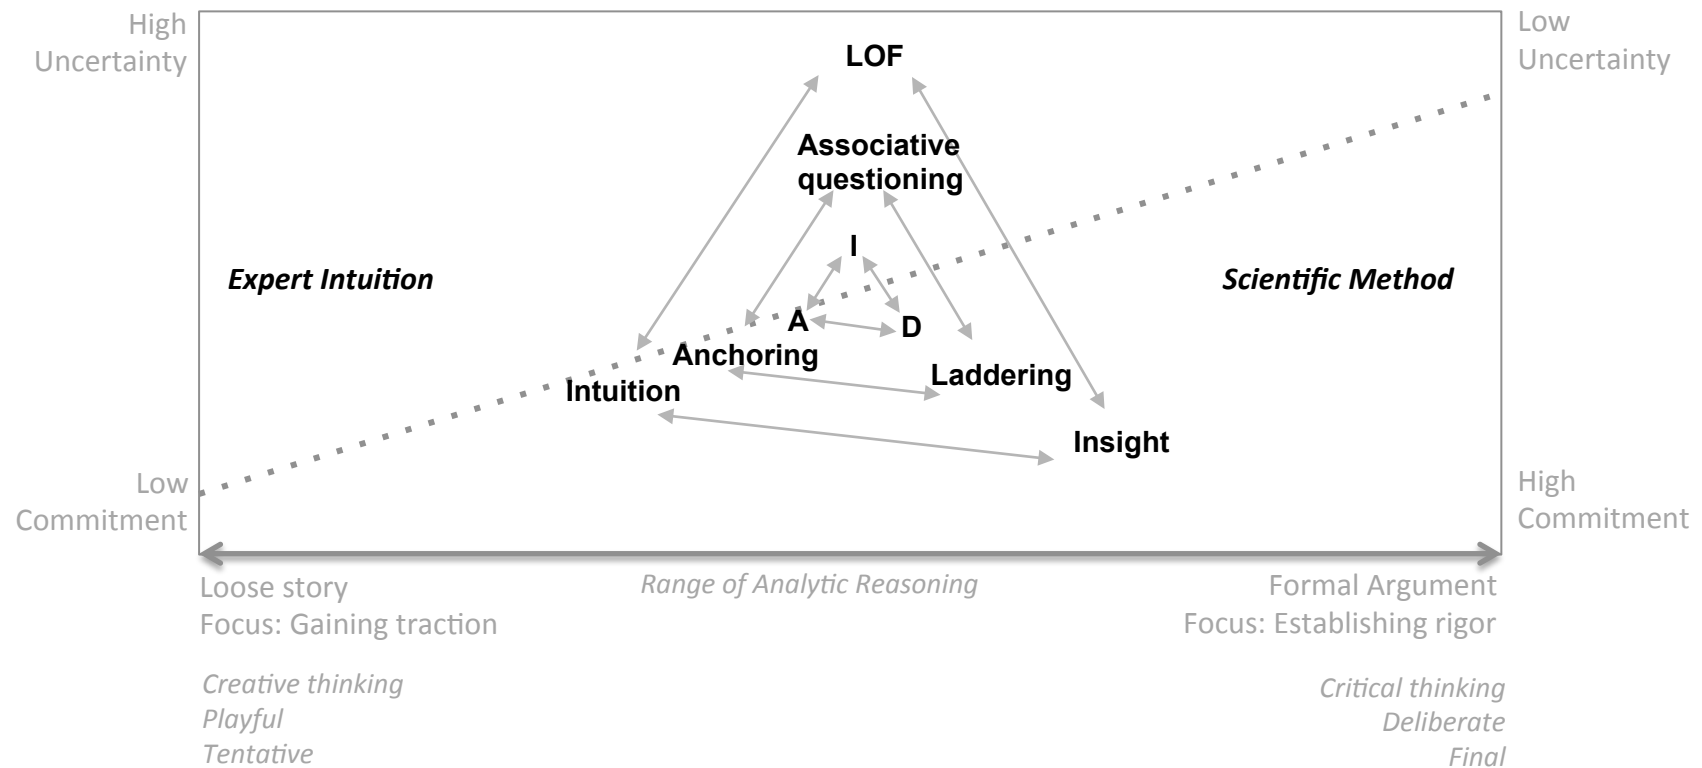 High
Uncertainty
Low
Uncertainty
LOF
Associative
questioning
I
Expert Intuition
Scientific Method
A
D
Anchoring
Laddering
Intuition
Insight
Low
Commitment
High
Commitment
Loose story
Focus: Gaining traction
Range of Analytic Reasoning
Formal Argument
Focus: Establishing rigor
Creative thinking
Playful
Tentative
Critical thinking
Deliberate
Final